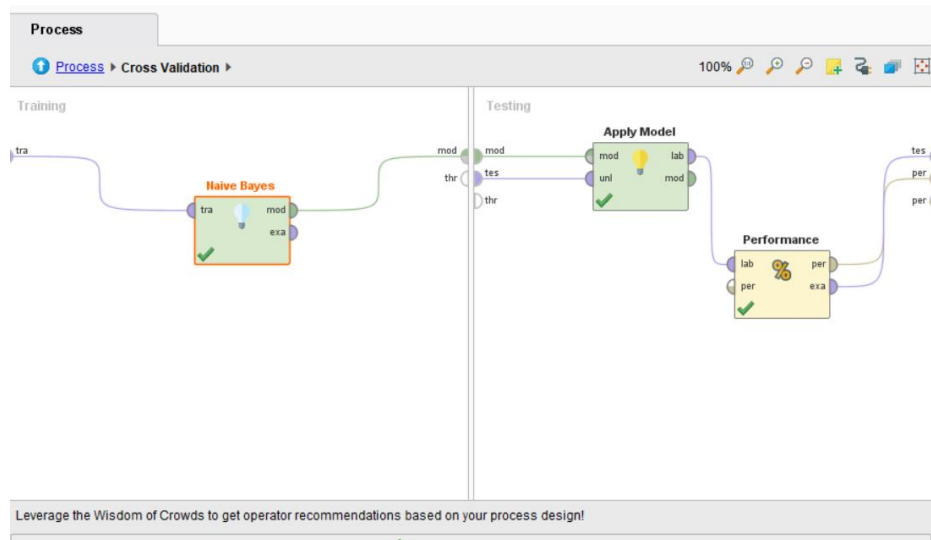 Process
Process ▸ Cross Validation ▸
100%
Training
Testing
tra
mod
thr
Naive Bayes
tra mod
exa
mod
tes
thr
Apply Model
mod lab
unl mod
Performance
% 
lab per
per exa
tes
per
per
Leverage the Wisdom of Crowds to get operator recommendations based on your process design!